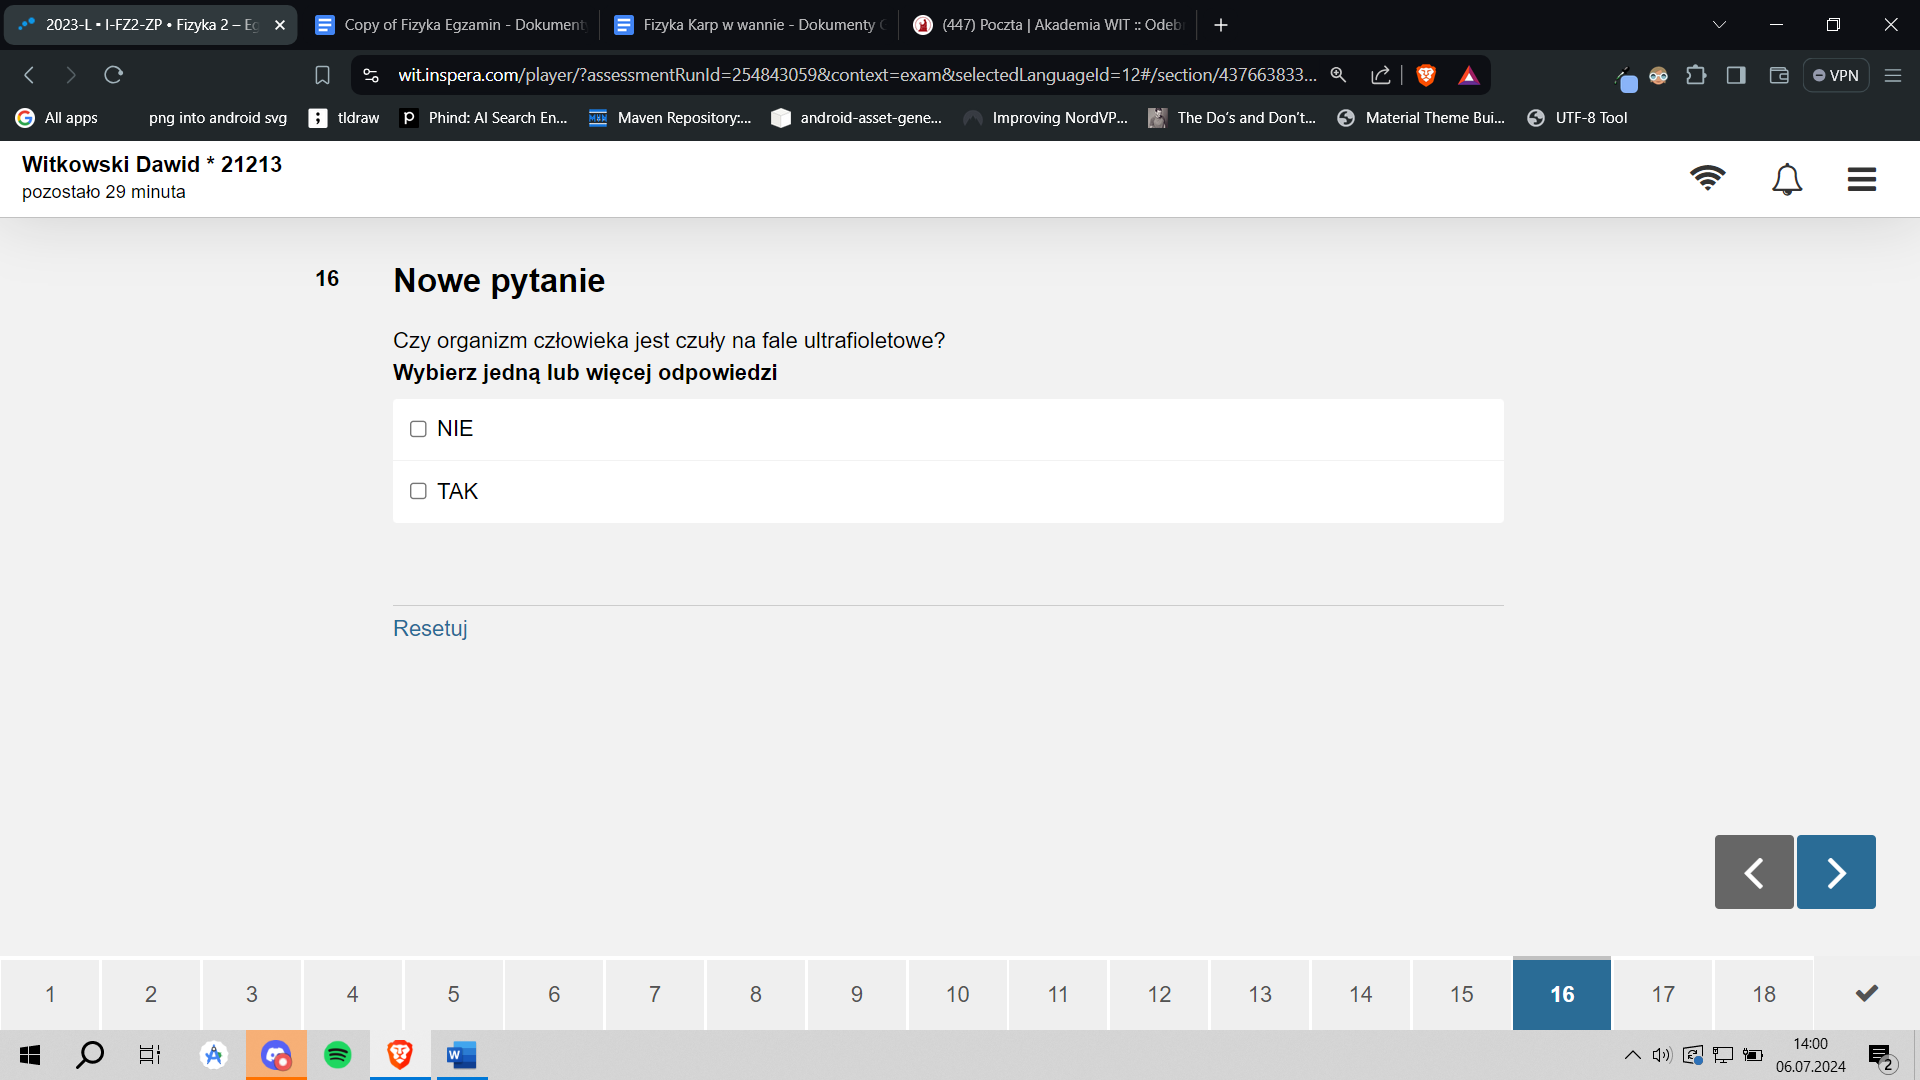 2023-L • I-FZ2-ZP • Fizyka 2 – Eg
Copy of Fizyka Egzamin - Dokument
Fizyka Karp w wannie - Dokumenty G
(447) Poczta | Akademia WIT :: Odeb
wit.inspera.com/player/?assessmentRunId=254843059&context=exam&selectedLanguageId=12#/section/437663833...
VPN
All apps
png into android svg
tldraw
Phind: AI Search En...
Maven Repository:...
android-asset-gene...
Improving NordVP...
The Do's and Don't...
Material Theme Bui...
UTF-8 Tool
Witkowski Dawid * 21213
pozostało 29 minuta
16
Nowe pytanie
Czy organizm człowieka jest czuły na fale ultrafioletowe?
Wybierz jedną lub więcej odpowiedzi
NIE
TAK
Resetuj
1 2 3 4 5 6 7 8 9 10 11 12 13 14 15 16 17 18
14:00
06.07.2024
2